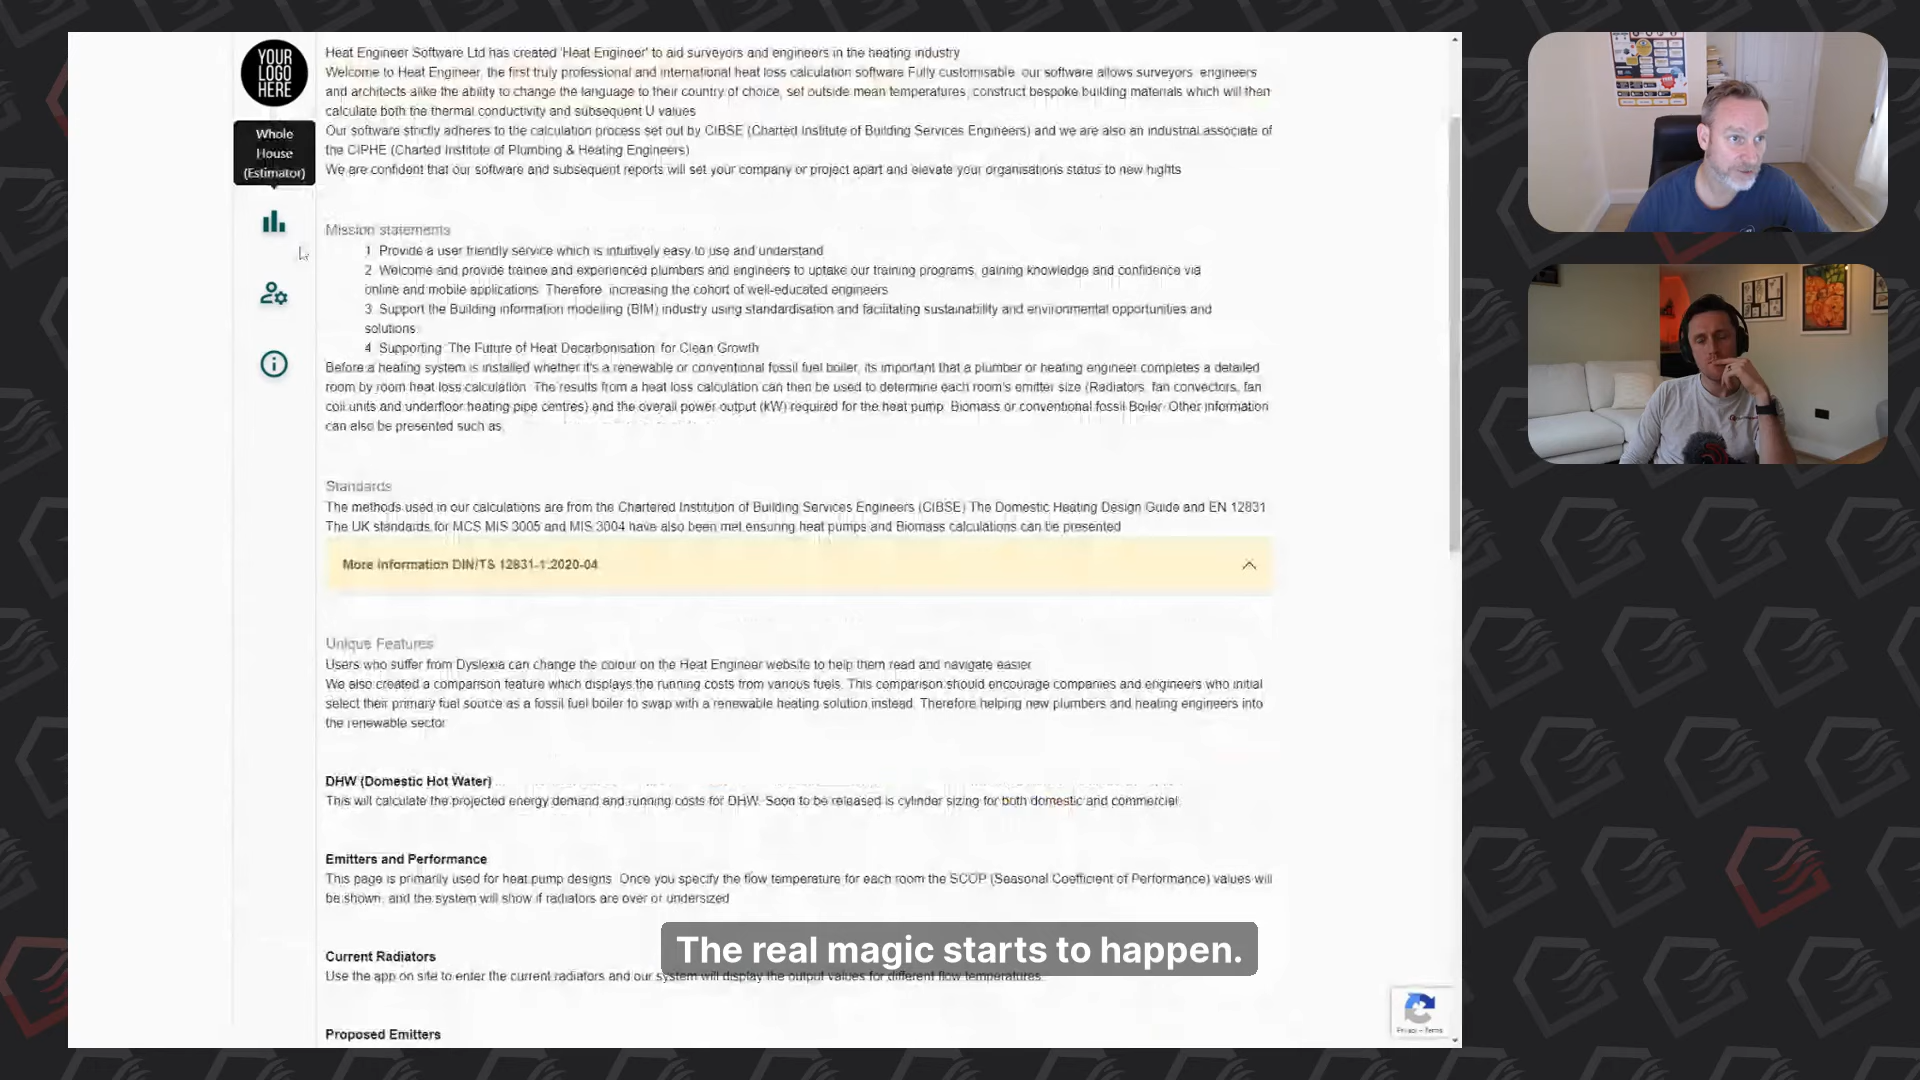 YOUR
LOGO
HERE
Whole
House
(Estimator)
Heat Engineer Software Ltd has created 'Heat Engineer' to aid surveyors and engineers in the heating industry
Welcome to Heat Engineer, the first truly professional and international heat loss calculation software Fully customisable our software allows surveyors engineers
and architects alike the ability to change the language to their country of choice, set outside mean temperatures, construct bespoke building materials which will then
calculate both the thermal conductivity and subsequent U values
Our software strictly adheres to the calculation process set out by CIBSE (Charted Institute of Building Services Engineers) and we are also an industrial associate of
the CIPHE (Charted Institute of Plumbing & Heating Engineers)
We are confident that our software and subsequent reports will set your company or project apart and elevate your organisations status to new hights
Mission statements
1 Provide a user friendly service which is intuitively easy to use and understand
2 Welcome and provide trainee and experienced plumbers and engineers to uptake our training programs, gaining knowledge and confidence via
online and mobile applications Therefore increasing the cohort of well-educated engineers
3 Support the Building information modelling (BIM) industry using standardisation and facilitating sustainability and environmental opportunities and
solutions
4 Supporting 'The Future of Heat Decarbonisation' for Clean Growth
Before a heating system is installed whether it's a renewable or conventional fossil fuel boiler, its important that a plumber or heating engineer completes a detailed
room by room heat loss calculation The results from a heat loss calculation can then be used to determine each room's emitter size (Radiators, fan convectors, fan
coil units and underfloor heating pipe centres) and the overall power output (kW) required for the heat pump, Biomass or conventional fossil Boiler Other information
can also be presented such as
Standards
The methods used in our calculations are from the Chartered Institution of Building Services Engineers (CIBSE) The Domestic Heating Design Guide and EN 12831
The UK standards for MCS MIS 3005 and MIS 3004 have also been met ensuring heat pumps and Biomass calculations can be presented
More information DIN/TS 12831-1:2020-04
Unique Features
Users who suffer from Dyslexia can change the colour on the Heat Engineer website to help them read and navigate easier
We also created a comparison feature which displays the running costs from various fuels. This comparison should encourage companies and engineers who initial
select their primary fuel source as a fossil fuel boiler to swap with a renewable heating solution instead. Therefore helping new plumbers and heating engineers into
the renewable sector
DHW (Domestic Hot Water)
This will calculate the projected energy demand and running costs for DHW. Soon to be released is cylinder sizing for both domestic and commercial
Emitters and Performance
This page is primarily used for heat pump designs Once you specify the flow temperature for each room the SCOP (Seasonal Coefficient of Performance) values will
be shown, and the system will show if radiators are over or undersized
Current Radiators
Use the app on site to enter the current radiators and our system will display the output values for different flow temperatures
Proposed Emitters
The real magic starts to happen.
Privacy - Terms